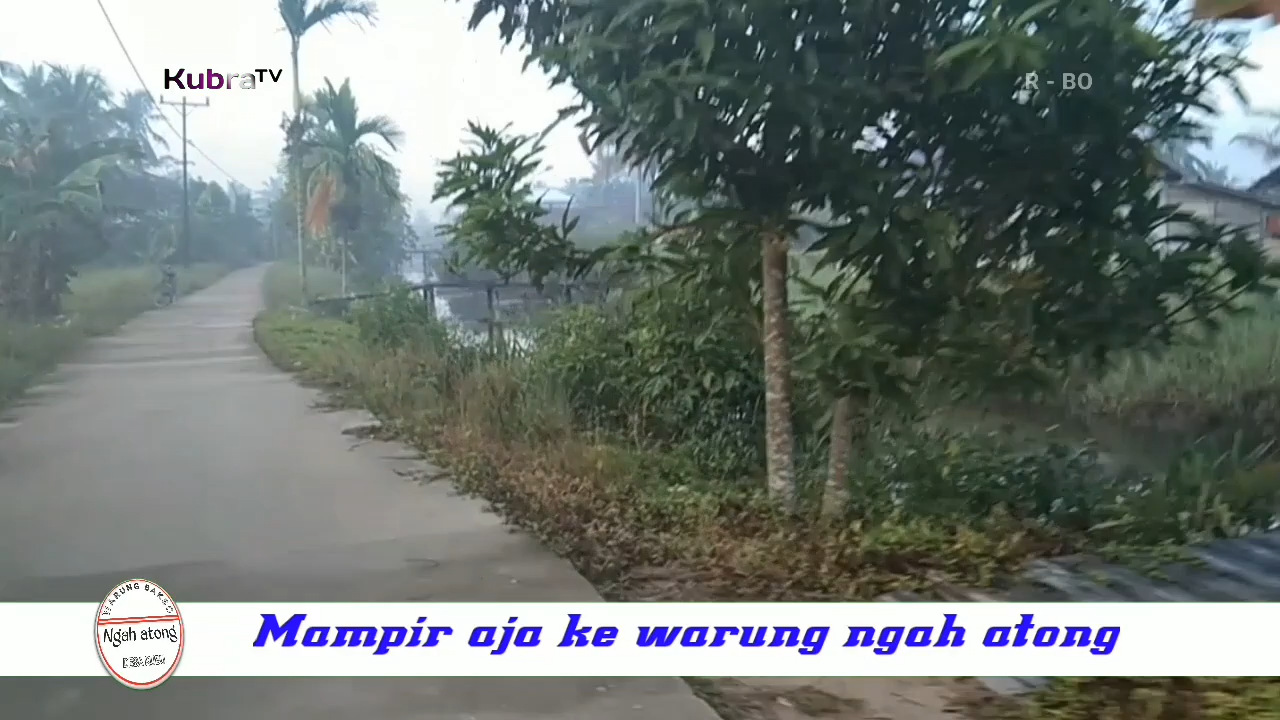 KubraTV
R - BO
WARUNG BAKSO
Ngah atong
Mampir aja ke warung ngah atong